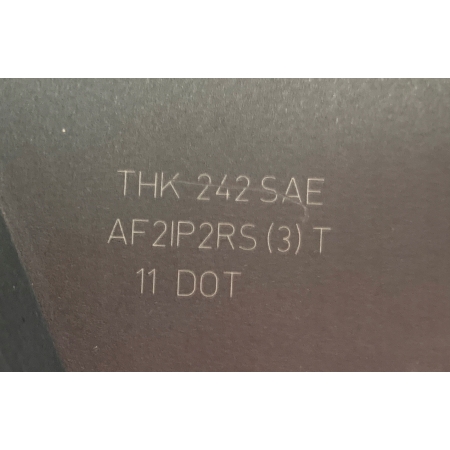 THK 242 SAE
AF2IP2RS (3) T
11 DOT